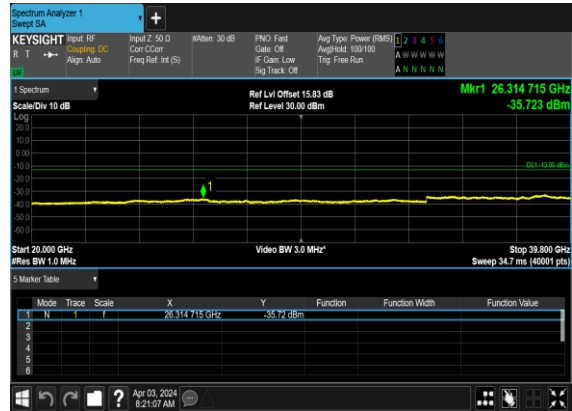 Spectrum Analyzer 1
Swept SA
+
KEYSIGHT Input: RF Input Z: 50 Ω #Atten: 30 dB PNO: Fast Avg Type: Power (RMS) 1 2 3 4 5 6
R T Coupling: DC Corr CCorr Gate: Off Avg|Hold: 100/100 A W W W W W
Align: Auto Freq Ref: Int (S) IF Gain: Low Trig: Free Run
Sig Track: Off A N N N N N
1 Spectrum Ref Lvl Offset 15.83 dB Mkr1 26.314 715 GHz
Scale/Div 10 dB Ref Level 30.00 dBm -35.723 dBm
Log
20.0
10.0
0.00
-10.0 DL1 -13.00 dBm
-20.0
-30.0 1
-40.0
-50.0
-60.0
Start 20.000 GHz Video BW 3.0 MHz* Stop 39.800 GHz
#Res BW 1.0 MHz Sweep 34.7 ms (40001 pts)
5 Marker Table
Mode Trace Scale X Y Function Function Width Function Value
1 N 1 f 26.314 715 GHz -35.72 dBm
2
3
4
5
6
? Apr 03, 2024
8:21:07 AM